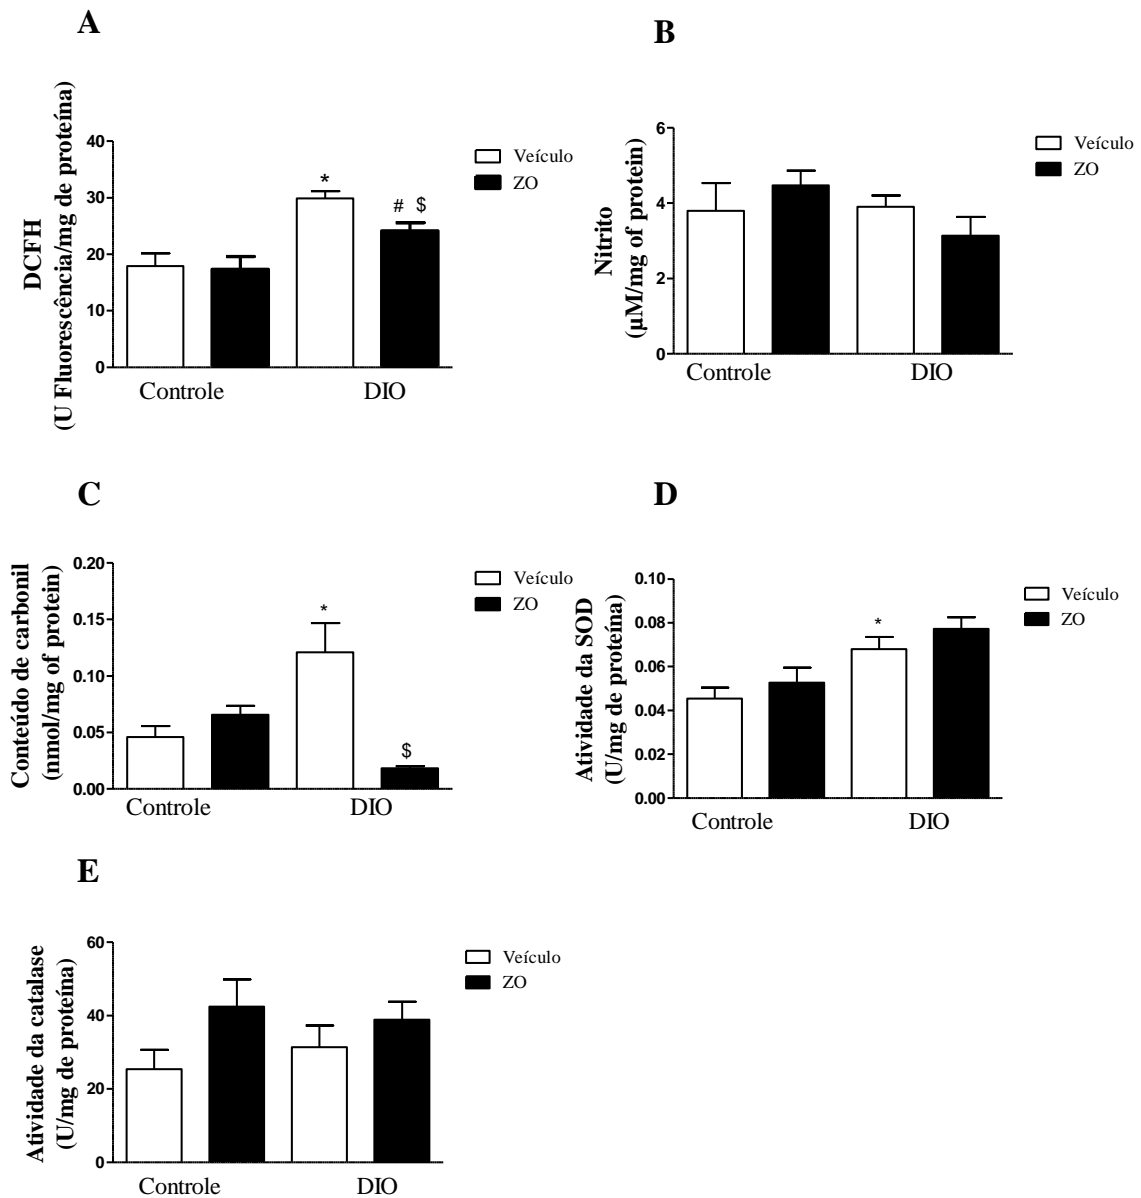 A
DCFH
(U Fluorescência/mg de proteína)
40
30
20
10
0
*
# $
Controle
DIO
Veículo
ZO
B
Nitrito
(µM/mg of protein)
6
4
2
0
Controle
DIO
Veículo
ZO
C
Conteúdo de carbonil
(nmol/mg of protein)
0.20
0.15
0.10
0.05
0.00
*
$
Controle
DIO
Veículo
ZO
D
Atividade da SOD
(U/mg de proteína)
0.10
0.08
0.06
0.04
0.02
0.00
*
Controle
DIO
Veículo
ZO
E
Atividade da catalase
(U/mg de proteína)
60
40
20
0
Controle
DIO
Veículo
ZO